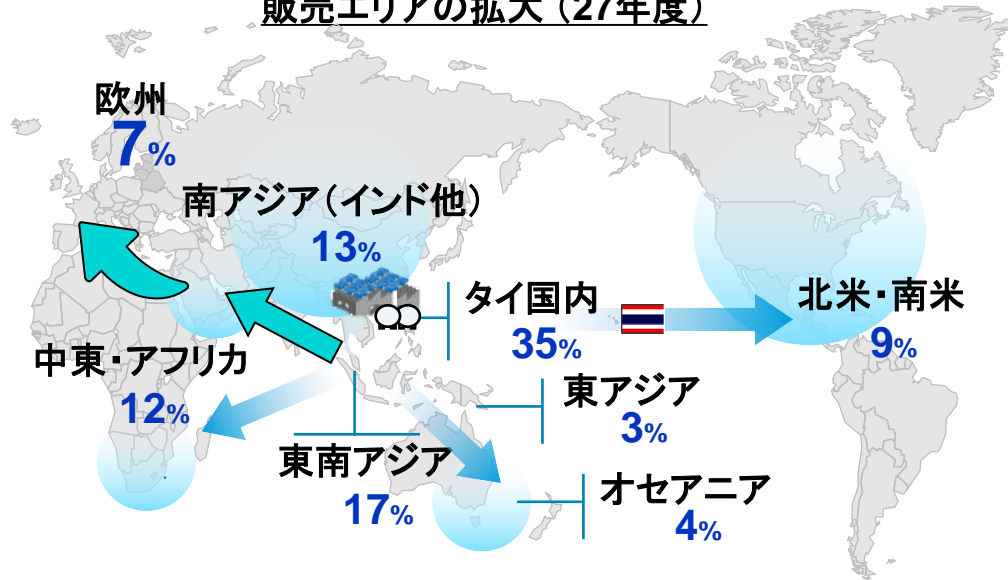 販売エリアの拡大（27年度）
欧州
7%
南アジア（インド他）
13%
タイ国内
35%
北米・南米
9%
中東・アフリカ
12%
東アジア
3%
東南アジア
17%
オセアニア
4%